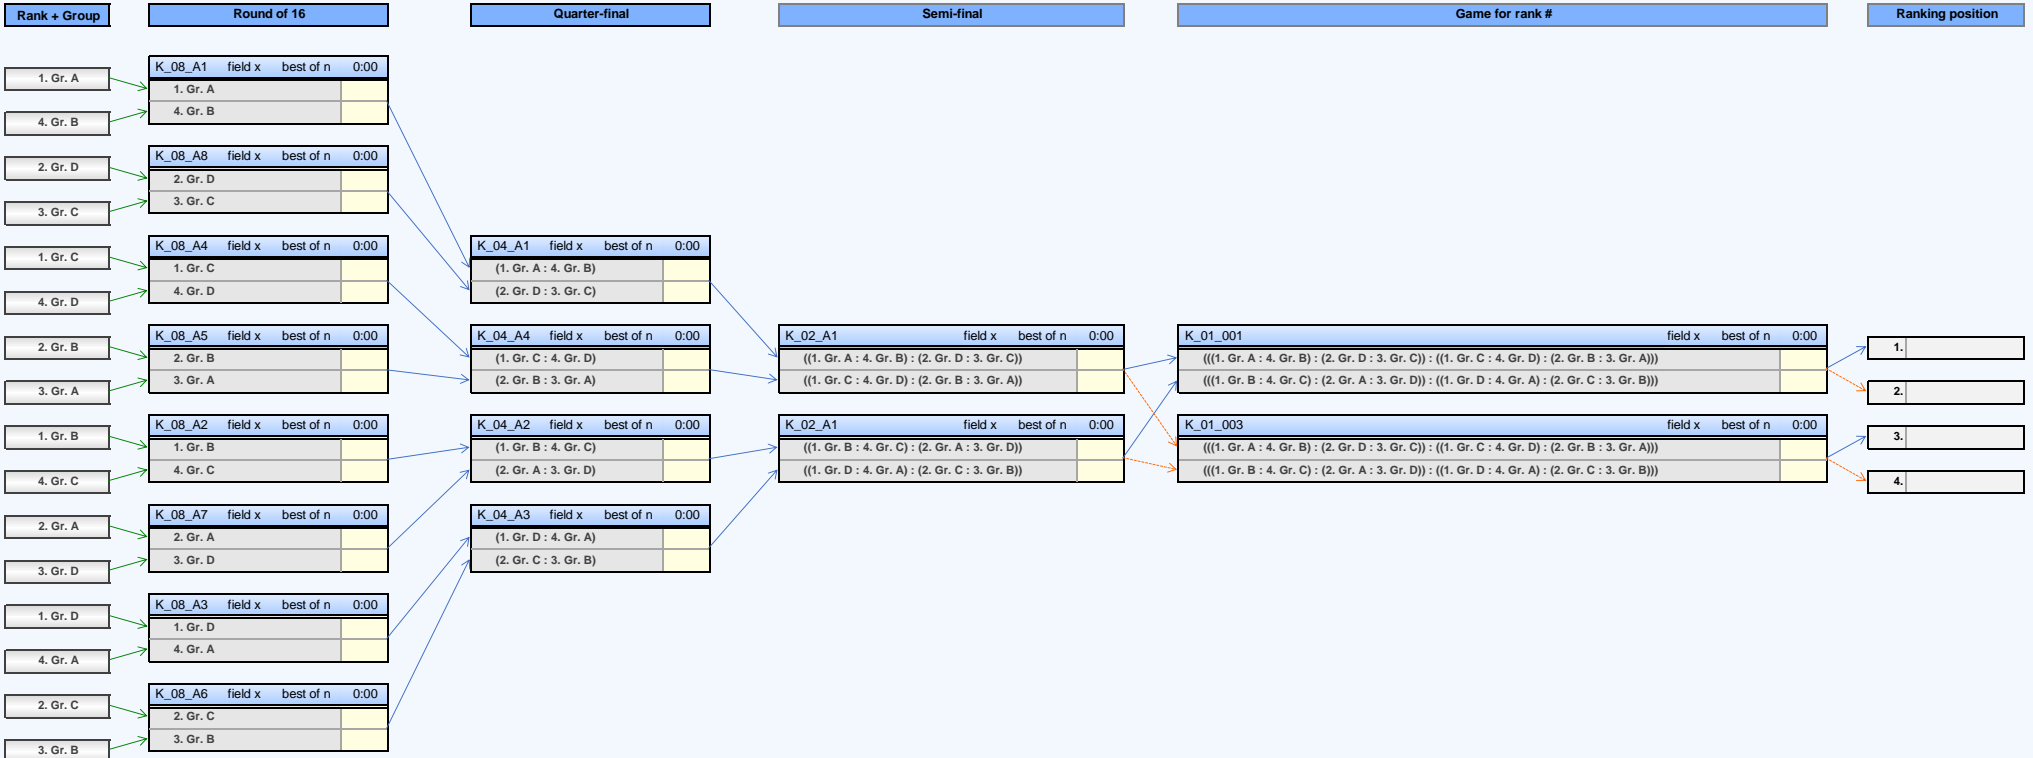 Rank + Group
Round of 16
Quarter-final
Semi-final
Game for rank #
Ranking position
1. Gr. A
4. Gr. B
2. Gr. D
3. Gr. C
1. Gr. C
4. Gr. D
2. Gr. B
3. Gr. A
1. Gr. B
4. Gr. C
2. Gr. A
3. Gr. D
1. Gr. D
4. Gr. A
2. Gr. C
3. Gr. B
K_08_A1 field x best of n 0:00
1. Gr. A
4. Gr. B
K_08_A8 field x best of n 0:00
2. Gr. D
3. Gr. C
K_08_A4 field x best of n 0:00
1. Gr. C
4. Gr. D
K_08_A5 field x best of n 0:00
2. Gr. B
3. Gr. A
K_08_A2 field x best of n 0:00
1. Gr. B
4. Gr. C
K_08_A7 field x best of n 0:00
2. Gr. A
3. Gr. D
K_08_A3 field x best of n 0:00
1. Gr. D
4. Gr. A
K_08_A6 field x best of n 0:00
2. Gr. C
3. Gr. B
K_04_A1 field x best of n 0:00
(1. Gr. A : 4. Gr. B)
(2. Gr. D : 3. Gr. C)
K_04_A4 field x best of n 0:00
(1. Gr. C : 4. Gr. D)
(2. Gr. B : 3. Gr. A)
K_04_A2 field x best of n 0:00
(1. Gr. B : 4. Gr. C)
(2. Gr. A : 3. Gr. D)
K_04_A3 field x best of n 0:00
(1. Gr. D : 4. Gr. A)
(2. Gr. C : 3. Gr. B)
K_02_A1 field x best of n 0:00
((1. Gr. A : 4. Gr. B) : (2. Gr. D : 3. Gr. C))
((1. Gr. C : 4. Gr. D) : (2. Gr. B : 3. Gr. A))
K_02_A1 field x best of n 0:00
((1. Gr. B : 4. Gr. C) : (2. Gr. A : 3. Gr. D))
((1. Gr. D : 4. Gr. A) : (2. Gr. C : 3. Gr. B))
K_01_001 field x best of n 0:00
(((1. Gr. A : 4. Gr. B) : (2. Gr. D : 3. Gr. C)) : ((1. Gr. C : 4. Gr. D) : (2. Gr. B : 3. Gr. A)))
(((1. Gr. B : 4. Gr. C) : (2. Gr. A : 3. Gr. D)) : ((1. Gr. D : 4. Gr. A) : (2. Gr. C : 3. Gr. B)))
K_01_003 field x best of n 0:00
(((1. Gr. A : 4. Gr. B) : (2. Gr. D : 3. Gr. C)) : ((1. Gr. C : 4. Gr. D) : (2. Gr. B : 3. Gr. A)))
(((1. Gr. B : 4. Gr. C) : (2. Gr. A : 3. Gr. D)) : ((1. Gr. D : 4. Gr. A) : (2. Gr. C : 3. Gr. B)))
1.
2.
3.
4.